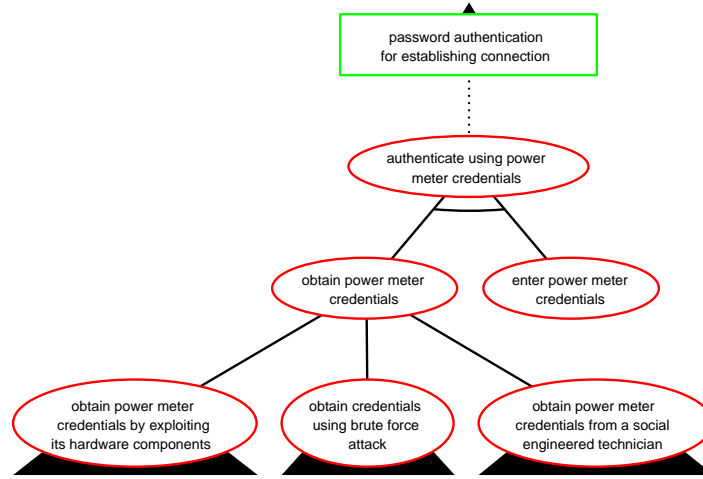 password authentication
for establishing connection
authenticate using power
meter credentials
obtain power meter
credentials
enter power meter
credentials
obtain power meter
credentials by exploiting
its hardware components
obtain credentials
using brute force
attack
obtain power meter
credentials from a social
engineered technician